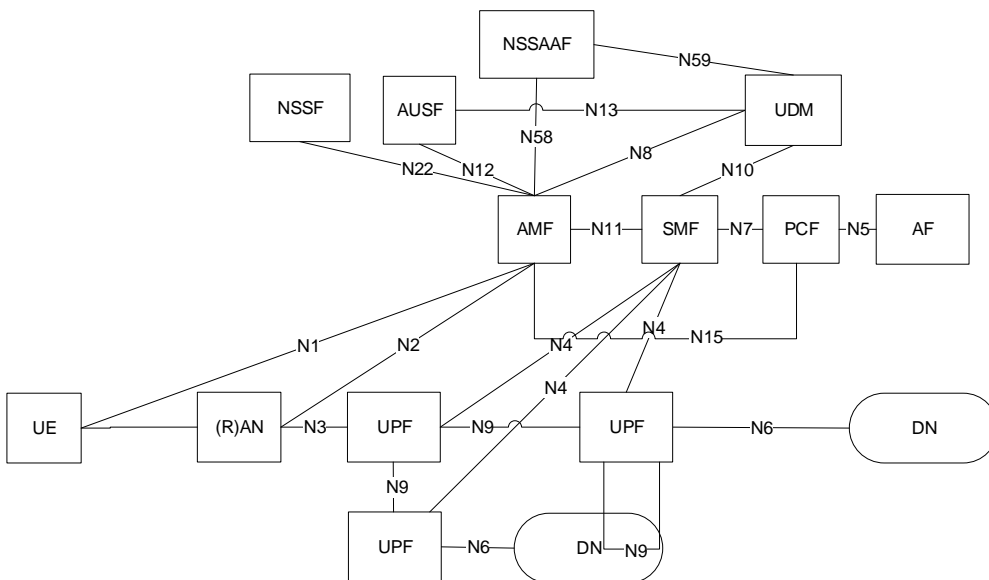 NSSAAF
N59
NSSF
AUSF
N13
UDM
N58
N22
N12
N8
N10
AMF
N11
SMF
N7
PCF
N5
AF
N1
N2
N4
N4
N15
N4
UE
(R)AN
N3
UPF
N9
UPF
N6
DN
N9
UPF
N6
DN
N9